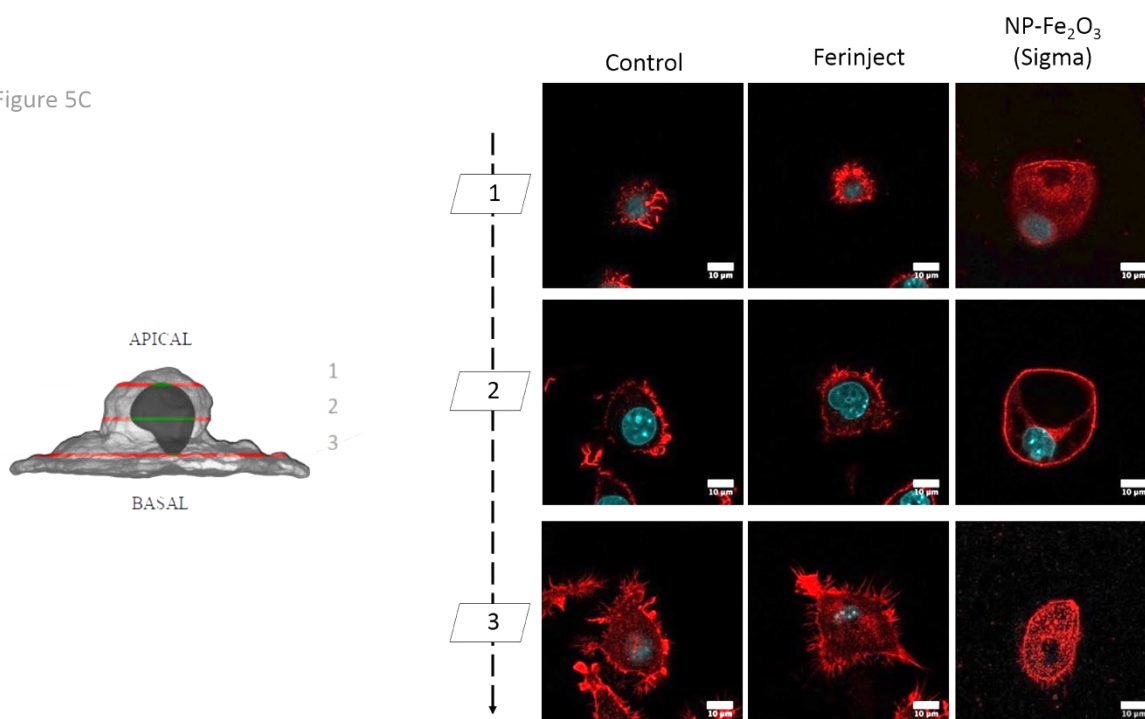 NP-Fe₂O₃
(Sigma)
Control
Ferinject
Figure 5C
1
10 µm
10 µm
10 µm
APICAL
1
2
3
BASAL
2
10 µm
10 µm
10 µm
3
10 µm
10 µm
10 µm